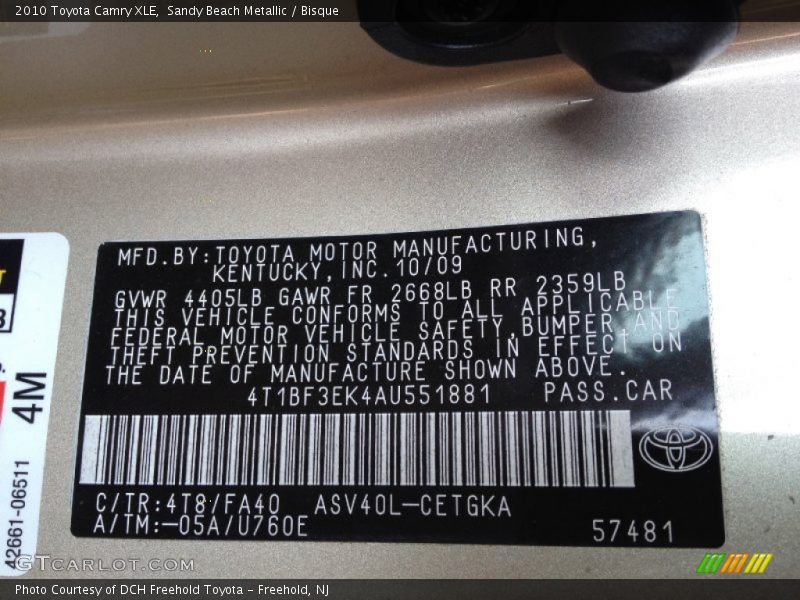 2010 Toyota Camry XLE, Sandy Beach Metallic / Bisque
MFD.BY:TOYOTA MOTOR MANUFACTURING,
KENTUCKY,INC.10/09
GVWR 4405LB GAWR FR 2668LB RR 2359LB
THIS VEHICLE CONFORMS TO ALL APPLICABLE
FEDERAL MOTOR VEHICLE SAFETY,BUMPER AND
THEFT PREVENTION STANDARDS IN EFFECT ON
THE DATE OF MANUFACTURE SHOWN ABOVE.
4T1BF3EK4AU551881 PASS.CAR
C/TR:4T8/FA40 ASV40L-CETGKA
A/TM:-05A/U760E
57481
4M
42661-06511
GTCarLot.com
Photo Courtesy of DCH Freehold Toyota - Freehold, NJ